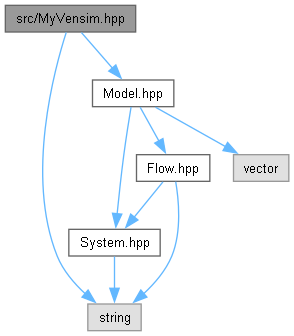 src/MyVensim.hpp
Model.hpp
Flow.hpp
vector
System.hpp
string